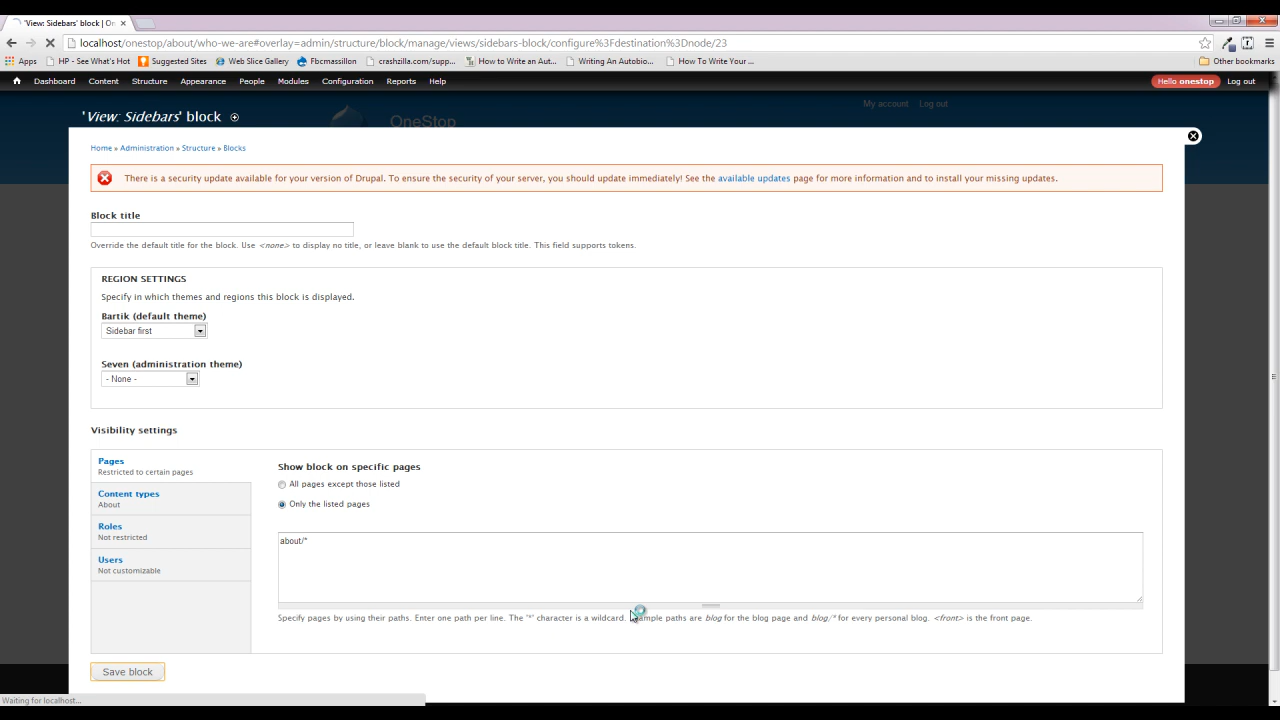 'View: Sidebars' block | On
localhost/onestop/about/who-we-are#overlay=admin/structure/block/manage/views/sidebars-block/configure%3Fdestination%3Dnode/23
Apps HP - See What's Hot Suggested Sites Web Slice Gallery Fbcmassillon crashzilla.com/supp... How to Write an Aut... Writing An Autobio... How To Write Your ... Other bookmarks
Dashboard Content Structure Appearance People Modules Configuration Reports Help Hello onestop Log out
My account Log out
'View: Sidebars' block
OneStop
Home » Administration » Structure » Blocks
There is a security update available for your version of Drupal. To ensure the security of your server, you should update immediately! See the available updates page for more information and to install your missing updates.
Block title
Override the default title for the block. Use <none> to display no title, or leave blank to use the default block title. This field supports tokens.
REGION SETTINGS
Specify in which themes and regions this block is displayed.
Bartik (default theme)
Sidebar first
Seven (administration theme)
- None -
Visibility settings
Pages
Restricted to certain pages
Content types
About
Roles
Not restricted
Users
Not customizable
Show block on specific pages
All pages except those listed
Only the listed pages
about/*
Specify pages by using their paths. Enter one path per line. The '*' character is a wildcard. ample paths are blog for the blog page and blog/* for every personal blog. <front> is the front page.
Save block
Waiting for localhost...